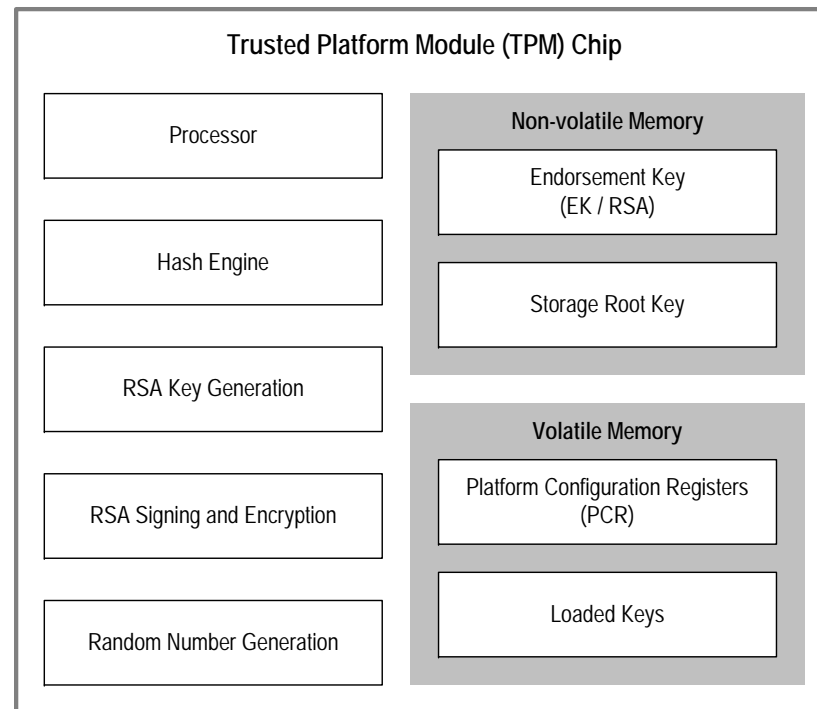 Trusted Platform Module (TPM) Chip
Processor
Hash Engine
RSA Key Generation
RSA Signing and Encryption
Random Number Generation
Non-volatile Memory
Endorsement Key
(EK / RSA)
Storage Root Key
Volatile Memory
Platform Configuration Registers
(PCR)
Loaded Keys